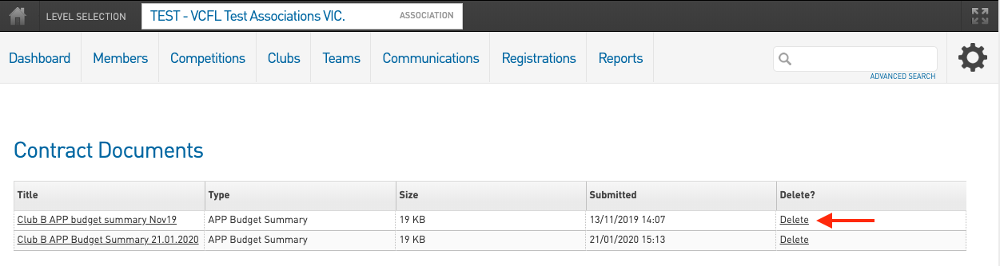 LEVEL SELECTION TEST - VCFL Test Associations VIC. ASSOCIATION
Dashboard Members Competitions Clubs Teams Communications Registrations Reports
ADVANCED SEARCH
Contract Documents
Title Type Size Submitted Delete?
Club B APP budget summary Nov19 APP Budget Summary 19 KB 13/11/2019 14:07 Delete
Club B APP Budget Summary 21.01.2020 APP Budget Summary 19 KB 21/01/2020 15:13 Delete